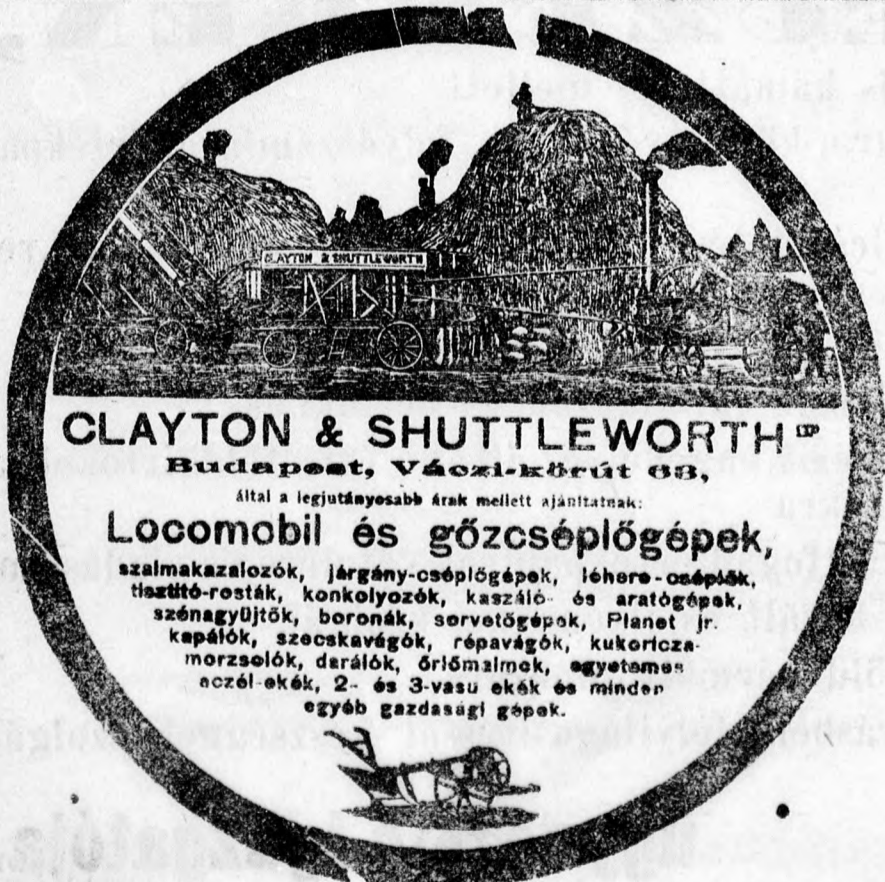 CLAYTON & SHUTTLEWORTH
CLAYTON & SHUTTLEWORTH
Budapest, Váczi-körút 63,
által a legjutányosabb árak mellett ajánltatnak:
Locomobil és gőzcséplőgépek,
szalmakazalozók, járgány-cséplőgépek, lóhere-cséplők,
tisztító-rosták, konkolyozók, kaszáló- és aratógépek,
szénagyüjtők, boronák, sorvetőgépek, Planet jr.
kapálók, szecskavágók, répavágók, kukoricza-
morzsolók, darálók, őrlőmalmok, egyetemes
aczél-ekék, 2- és 3-vasu ekék és minden
egyéb gazdasági gépek.